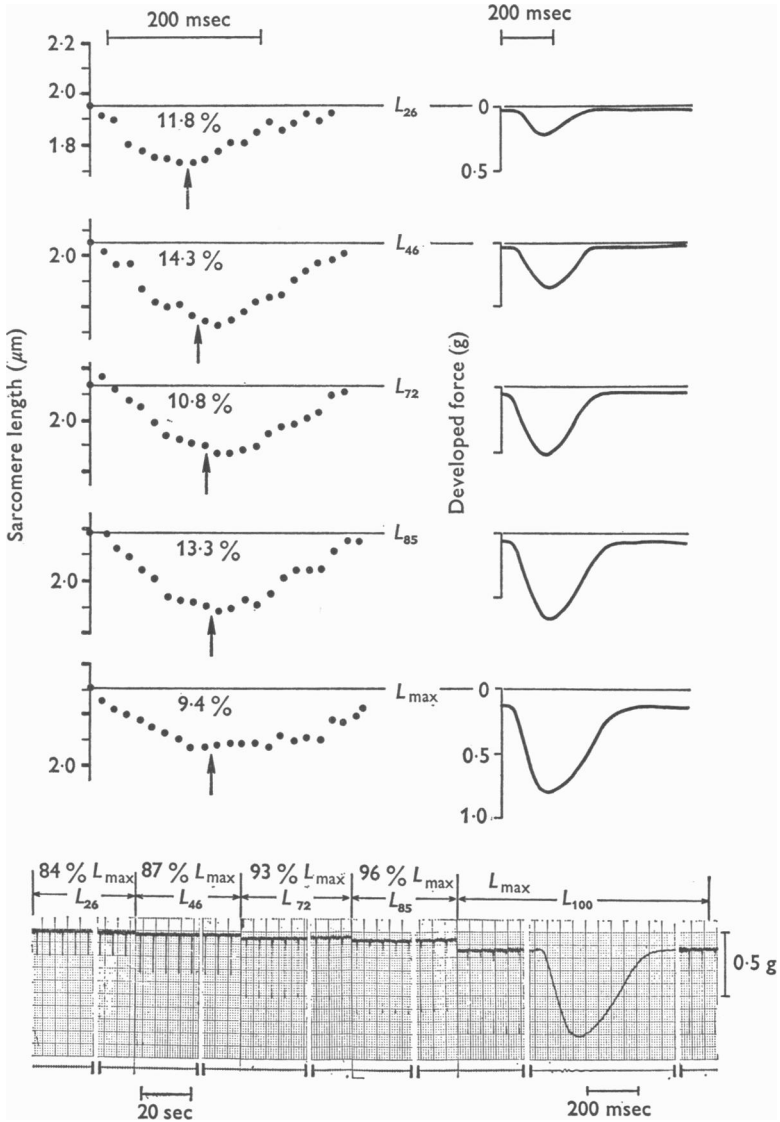 200 msec
200 msec
2·2
2·0
1·8
11·8 %
L26
0
0·5
2·0
14·3 %
L46
2·0
10·8 %
L72
2·0
13·3 %
L85
2·0
9·4 %
Lmax
0
0·5
1·0
Sarcomere length (μm)
Developed force (g)
84 % Lmax 87 % Lmax 93 % Lmax 96 % Lmax Lmax
L26 L46 L72 L85 L100
0·5 g
20 sec
200 msec